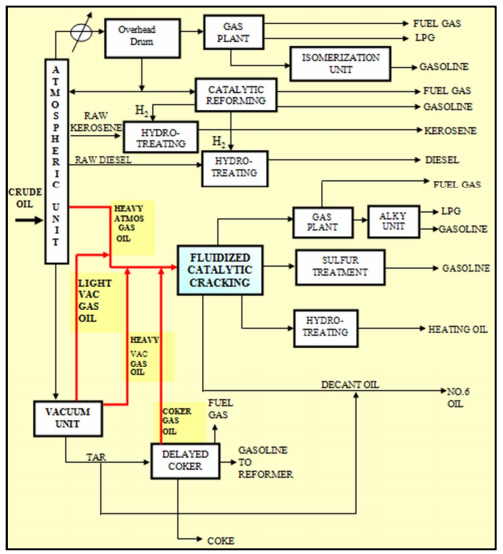 Overhead
Drum
GAS
PLANT
FUEL GAS
LPG
ISOMERIZATION
UNIT
GASOLINE
ATMOSPHERIC UNIT
CATALYTIC
REFORMING
FUEL GAS
GASOLINE
H2
RAW
KEROSENE
HYDRO-
TREATING
KEROSENE
H2
RAW DIESEL
HYDRO-
TREATING
DIESEL
CRUDE
OIL
HEAVY
ATMOS
GAS
OIL
FUEL GAS
GAS
PLANT
ALKY
UNIT
LPG
GASOLINE
FLUIDIZED
CATALYTIC
CRACKING
SULFUR
TREATMENT
GASOLINE
LIGHT
VAC
GAS
OIL
HYDRO-
TREATING
HEATING OIL
HEAVY
VAC
GAS
OIL
DECANT OIL
NO.6
OIL
VACUUM
UNIT
COKER
GAS
OIL
FUEL
GAS
TAR
DELAYED
COKER
GASOLINE
TO
REFORMER
COKE